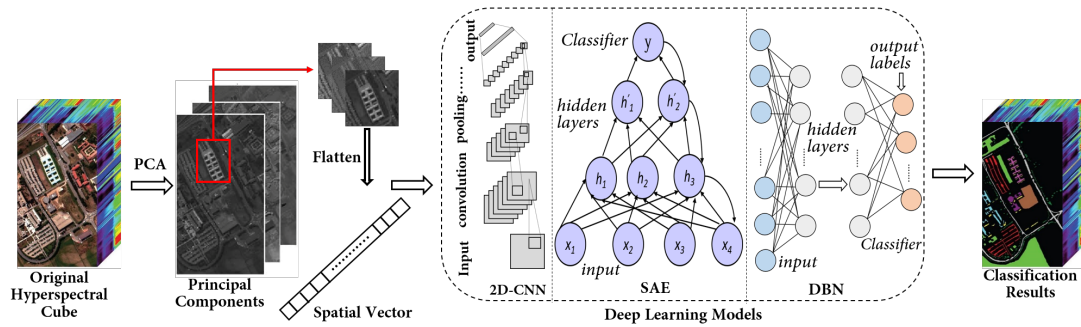 Original
Hyperspectral
Cube
PCA
Principal
Components
Flatten
Spatial Vector
Input convolution pooling...... output
2D-CNN
Classifier
y
h'1 h'2
hidden
layers
h1 h2 h3
x1 x2 x3 x4
input
SAE
output
labels
hidden
layers
Classifier
input
DBN
Deep Learning Models
Classification
Results